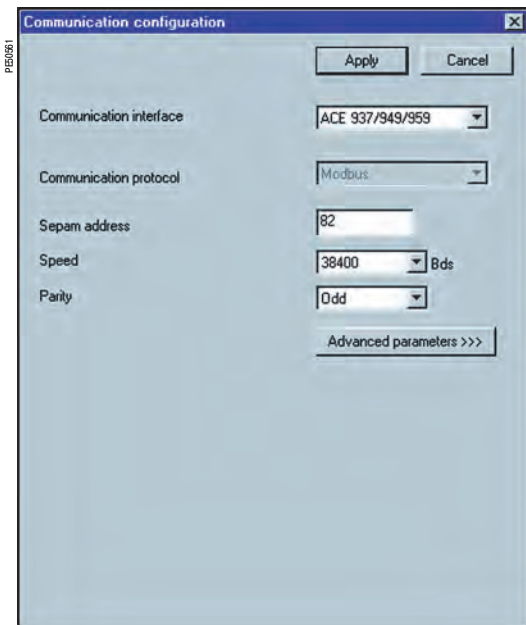 PE50561
Communication configuration
Apply Cancel
Communication interface ACE 937/949/959
Communication protocol Modbus
Sepam address 82
Speed 38400 Bds
Parity Odd
Advanced parameters >>>